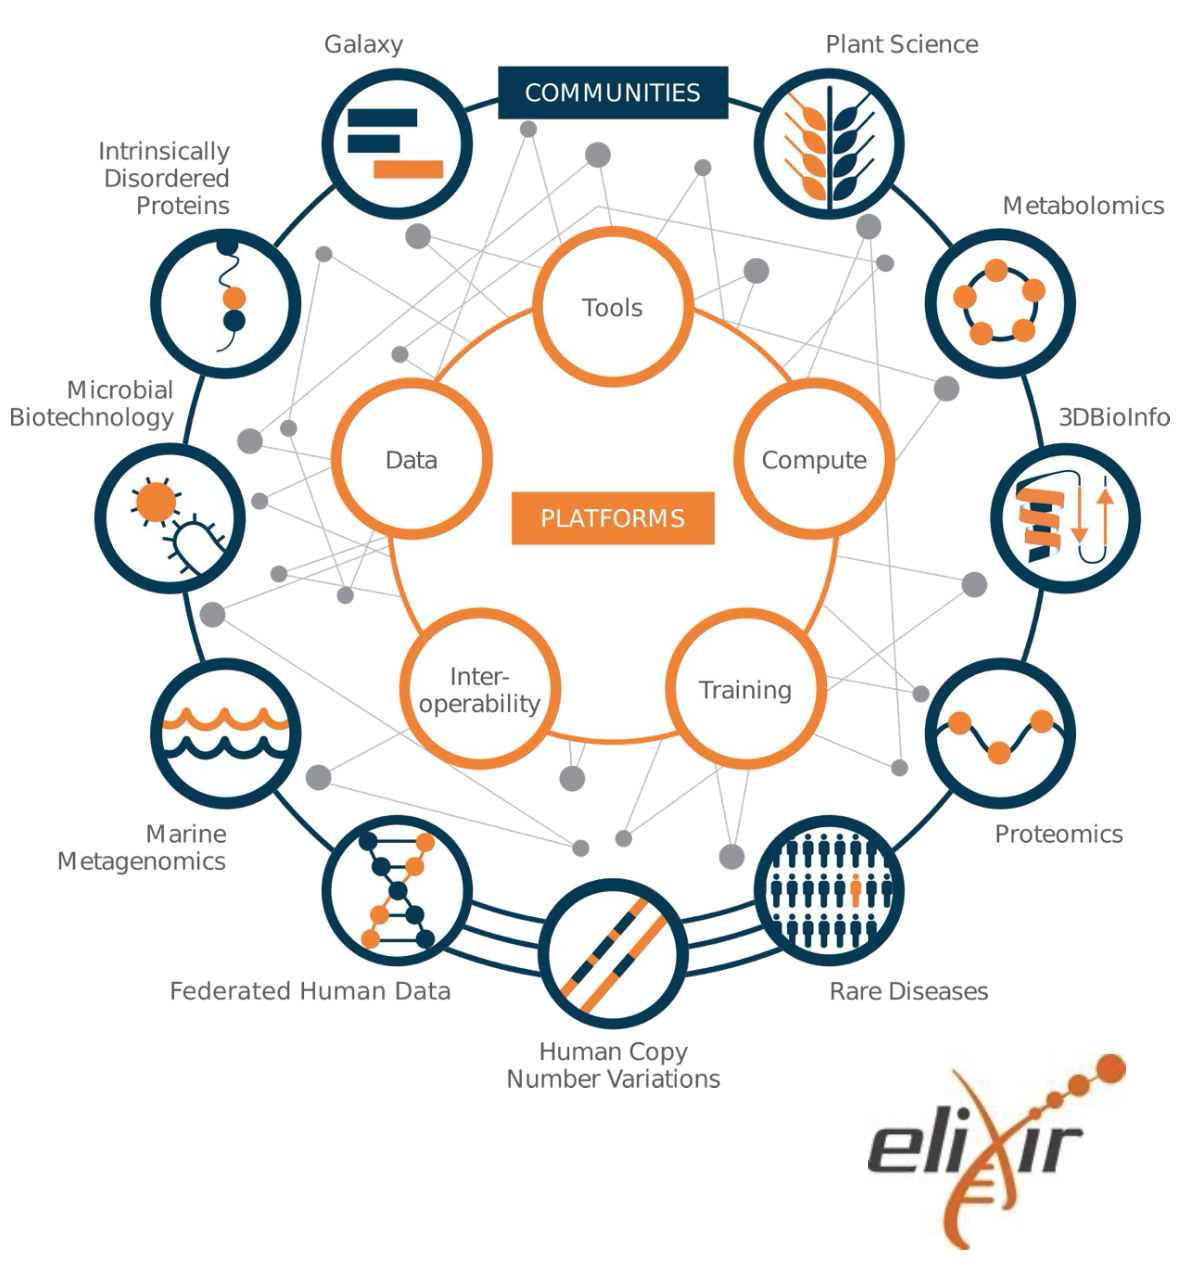 Galaxy
Plant Science
COMMUNITIES
Intrinsically
Disordered
Proteins
Metabolomics
Tools
Microbial
Biotechnology
3DBioInfo
Data
Compute
PLATFORMS
Inter-
operability
Training
Marine
Metagenomics
Proteomics
Federated Human Data
Rare Diseases
Human Copy
Number Variations
elixir